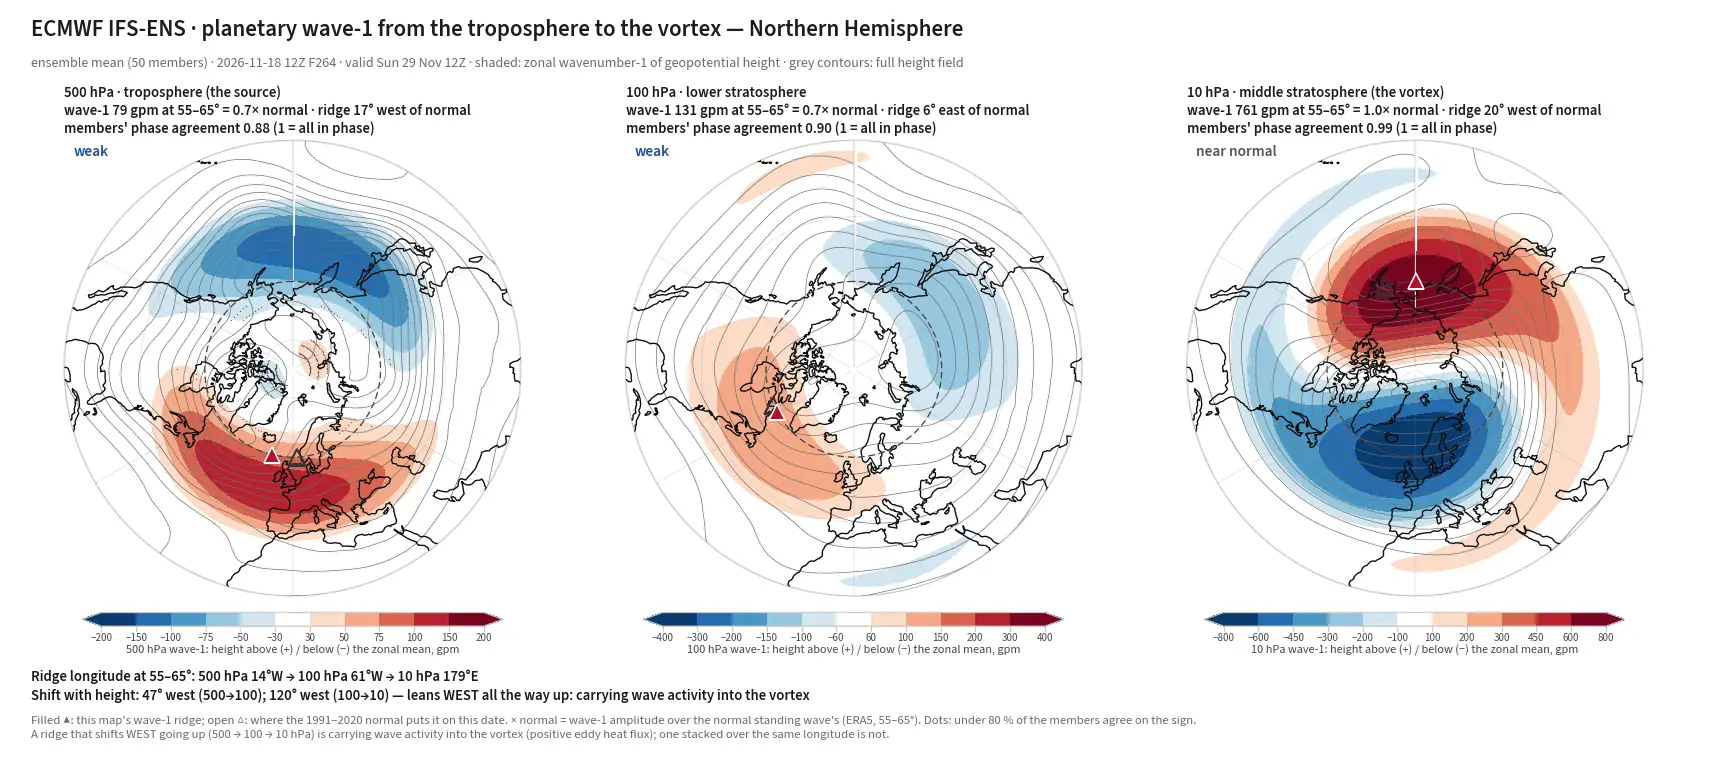 ECMWF IFS-ENS · planetary wave-1 from the troposphere to the vortex — Northern Hemisphere
ensemble mean (50 members) · 2026-11-18 12Z F264 · valid Sun 29 Nov 12Z · shaded: zonal wavenumber-1 of geopotential height · grey contours: full height field
500 hPa · troposphere (the source)
wave-1 79 gpm at 55–65° = 0.7× normal · ridge 17° west of normal
members' phase agreement 0.88 (1 = all in phase)
weak
100 hPa · lower stratosphere
wave-1 131 gpm at 55–65° = 0.7× normal · ridge 6° east of normal
members' phase agreement 0.90 (1 = all in phase)
weak
10 hPa · middle stratosphere (the vortex)
wave-1 761 gpm at 55–65° = 1.0× normal · ridge 20° west of normal
members' phase agreement 0.99 (1 = all in phase)
near normal
−200 −150 −100 −75 −50 −30 30 50 75 100 150 200
500 hPa wave-1: height above (+) / below (−) the zonal mean, gpm
−400 −300 −200 −150 −100 −60 60 100 150 200 300 400
100 hPa wave-1: height above (+) / below (−) the zonal mean, gpm
−800 −600 −450 −300 −200 −100 100 200 300 450 600 800
10 hPa wave-1: height above (+) / below (−) the zonal mean, gpm
Ridge longitude at 55–65°: 500 hPa 14°W → 100 hPa 61°W → 10 hPa 179°E
Shift with height: 47° west (500→100); 120° west (100→10) — leans WEST all the way up: carrying wave activity into the vortex
Filled ▲: this map's wave-1 ridge; open △: where the 1991–2020 normal puts it on this date. × normal = wave-1 amplitude over the normal standing wave's (ERA5, 55–65°). Dots: under 80 % of the members agree on the sign.
A ridge that shifts WEST going up (500 → 100 → 10 hPa) is carrying wave activity into the vortex (positive eddy heat flux); one stacked over the same longitude is not.